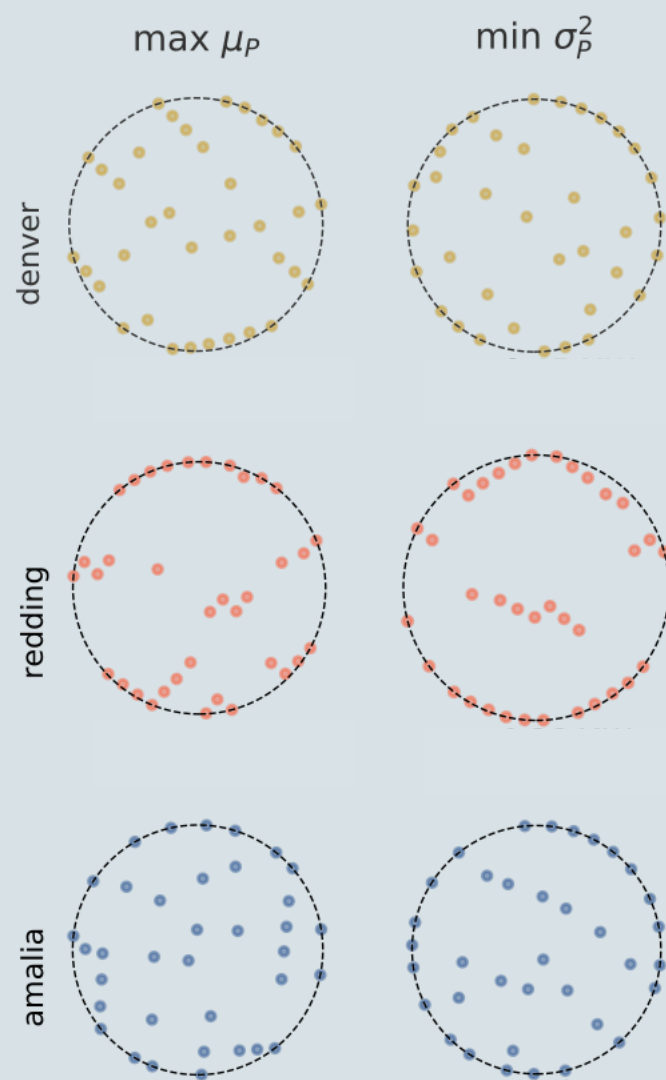 max μ_P
min σ_P^2
denver
redding
amalia